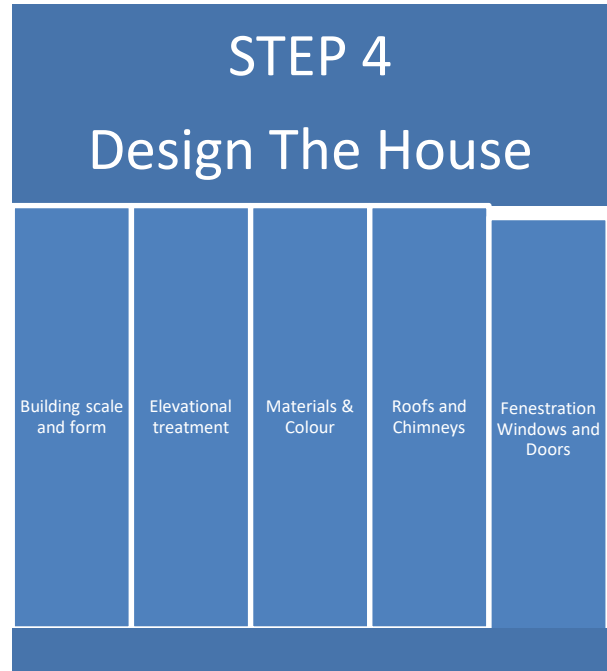 STEP 4
Design The House
Building scale
and form
Elevational
treatment
Materials &
Colour
Roofs and
Chimneys
Fenestration
Windows and
Doors